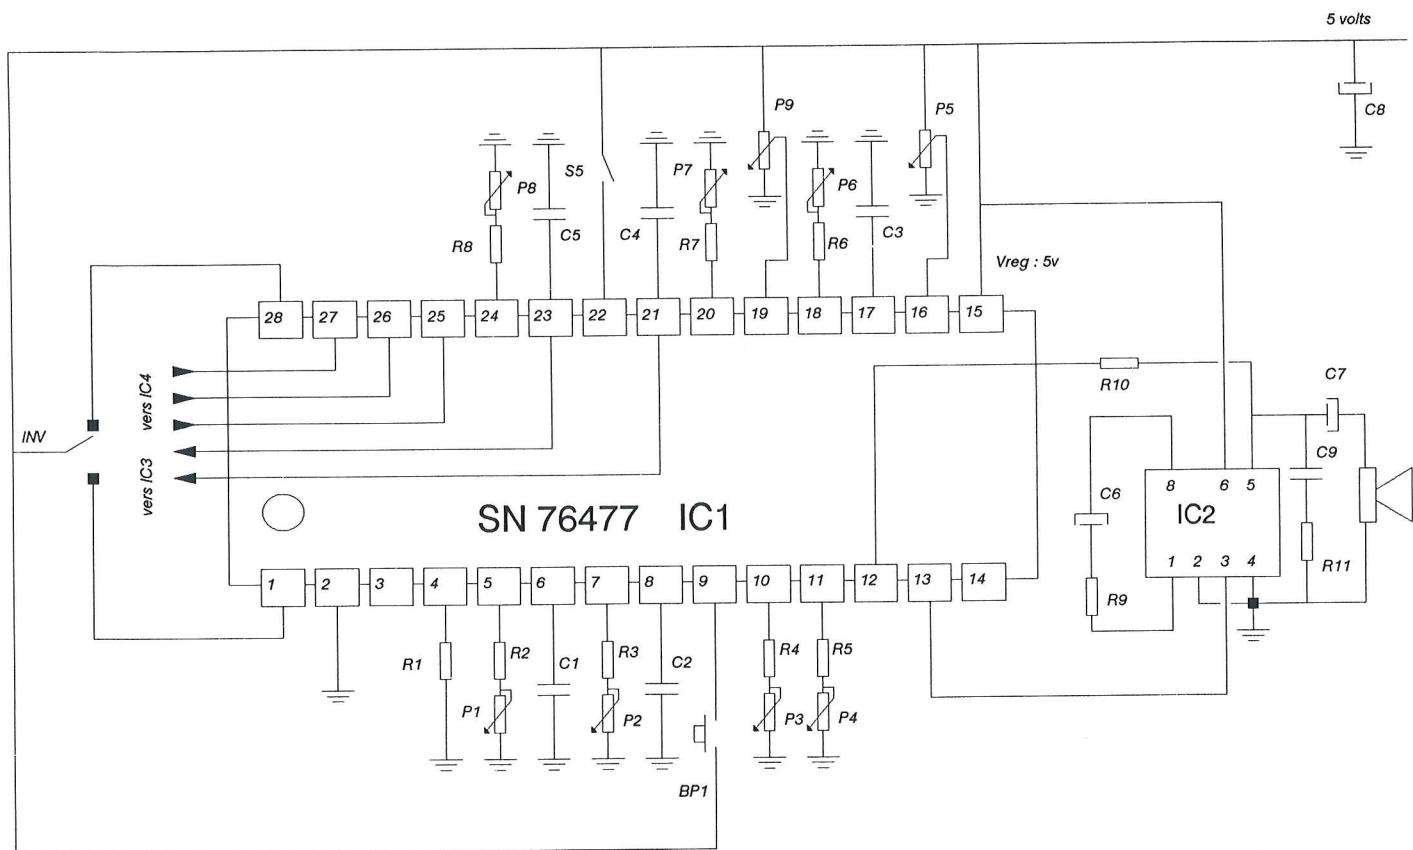 5 volts
C8
P9
P5
S5
P8
P7
P6
R8
C5
C4
R7
R6
C3
Vreg : 5v
28 27 26 25 24 23 22 21 20 19 18 17 16 15
R10
C7
vers IC4
INV
vers IC3
C9
C6
8 6 5
IC2
1 2 3 4
R11
R9
SN 76477 IC1
1 2 3 4 5 6 7 8 9 10 11 12 13 14
R1
R2
C1
R3
C2
R4
R5
P1
P2
P3
P4
BP1